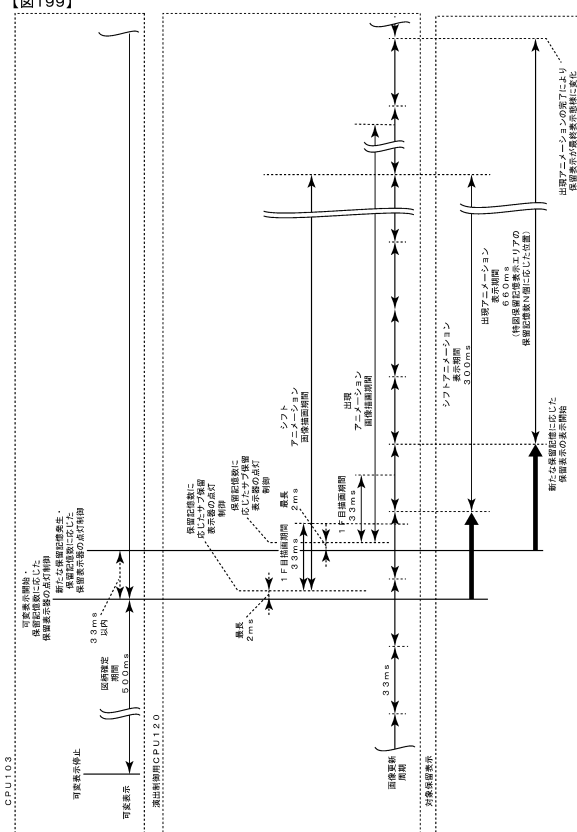 【図199】
CPU103
可変表示停止
可変表示
図柄確定
期間
500ms
33ms
以内
可変表示開始・
保留記憶数に応じた
保留表示器の点灯制御
新たな保留記憶発生・
保留記憶数に応じた
保留表示器の点灯制御
演出制御用CPU120
最長
2ms
保留記憶数に
応じたサブ保留
表示器の点灯
制御
保留記憶数に
応じたサブ保留
表示器の点灯
制御
1F目描画期間
33ms
最長
2ms
シフト
アニメーション
画像描画期間
1F目描画期間
33ms
出現
アニメーション
画像描画期間
画像更新
周期
33ms
対象保留表示
シフトアニメーション
表示期間
300ms
出現アニメーション
表示期間
660ms
(特図保留記憶表示エリアの
保留記憶数N個に応じた位置)
新たな保留記憶に応じた
保留表示の表示開始
出現アニメーションの完了により
保留表示が最終表示態様に変化